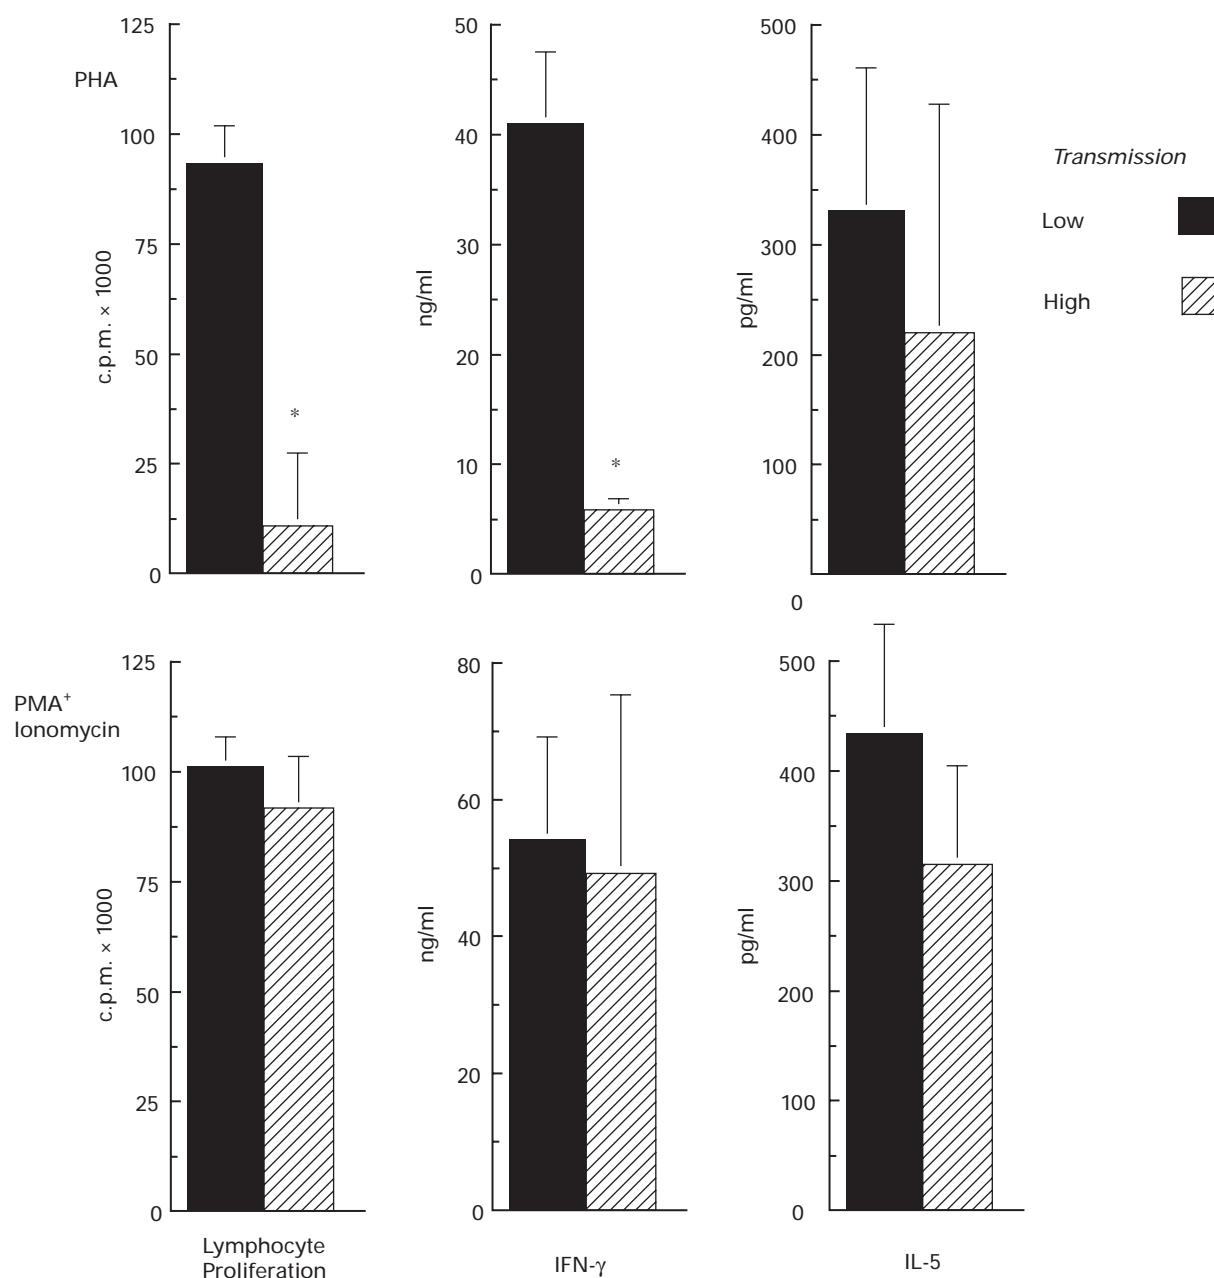 PHA
125
100
75
50
25
0
c.p.m. × 1000
*
50
40
30
20
10
0
ng/ml
*
500
400
300
200
100
0
pg/ml
Transmission
Low
High
PMA⁺
Ionomycin
125
100
75
50
25
0
c.p.m. × 1000
Lymphocyte
Proliferation
80
60
40
20
0
ng/ml
IFN-γ
500
400
300
200
100
0
pg/ml
IL-5